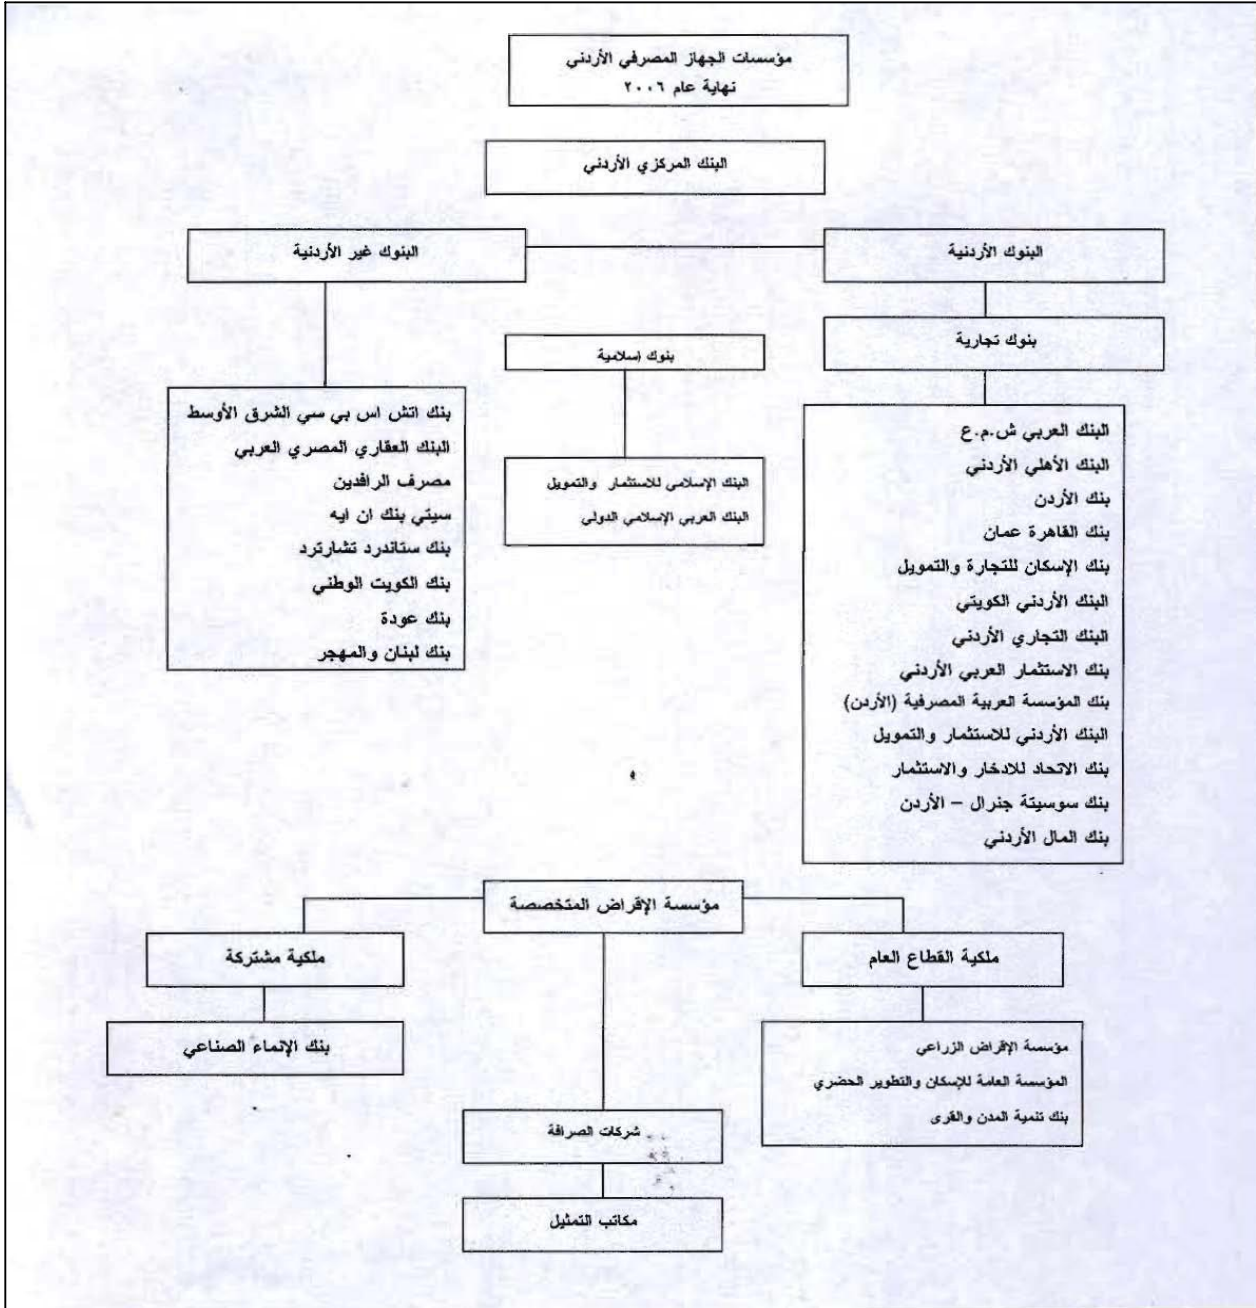 مؤسسات الجهاز المصرفي الأردني
نهاية عام ٢٠٠٦
البنك المركزي الأردني
البنوك الأردنية
البنوك غير الأردنية
بنوك تجارية
بنوك إسلامية
البنك العربي ش.م.ع
البنك الأهلي الأردني
بنك الأردن
بنك القاهرة عمان
بنك الإسكان للتجارة والتمويل
البنك الأردني الكويتي
البنك التجاري الأردني
بنك الاستثمار العربي الأردني
بنك المؤسسة العربية المصرفية (الأردن)
البنك الأردني للاستثمار والتمويل
بنك الاتحاد للادخار والاستثمار
بنك سوسيتة جنرال – الأردن
بنك المال الأردني
البنك الإسلامي للاستثمار والتمويل
البنك العربي الإسلامي الدولي
بنك اتش اس بي سي الشرق الأوسط
البنك العقاري المصري العربي
مصرف الرافدين
سيتي بنك ان ايه
بنك ستاندرد تشارترد
بنك الكويت الوطني
بنك عودة
بنك لبنان والمهجر
مؤسسة الإقراض المتخصصة
ملكية القطاع العام
ملكية مشتركة
مؤسسة الإقراض الزراعي
المؤسسة العامة للإسكان والتطوير الحضري
بنك تنمية المدن والقرى
بنك الإنماء الصناعي
شركات الصرافة
مكاتب التمثيل